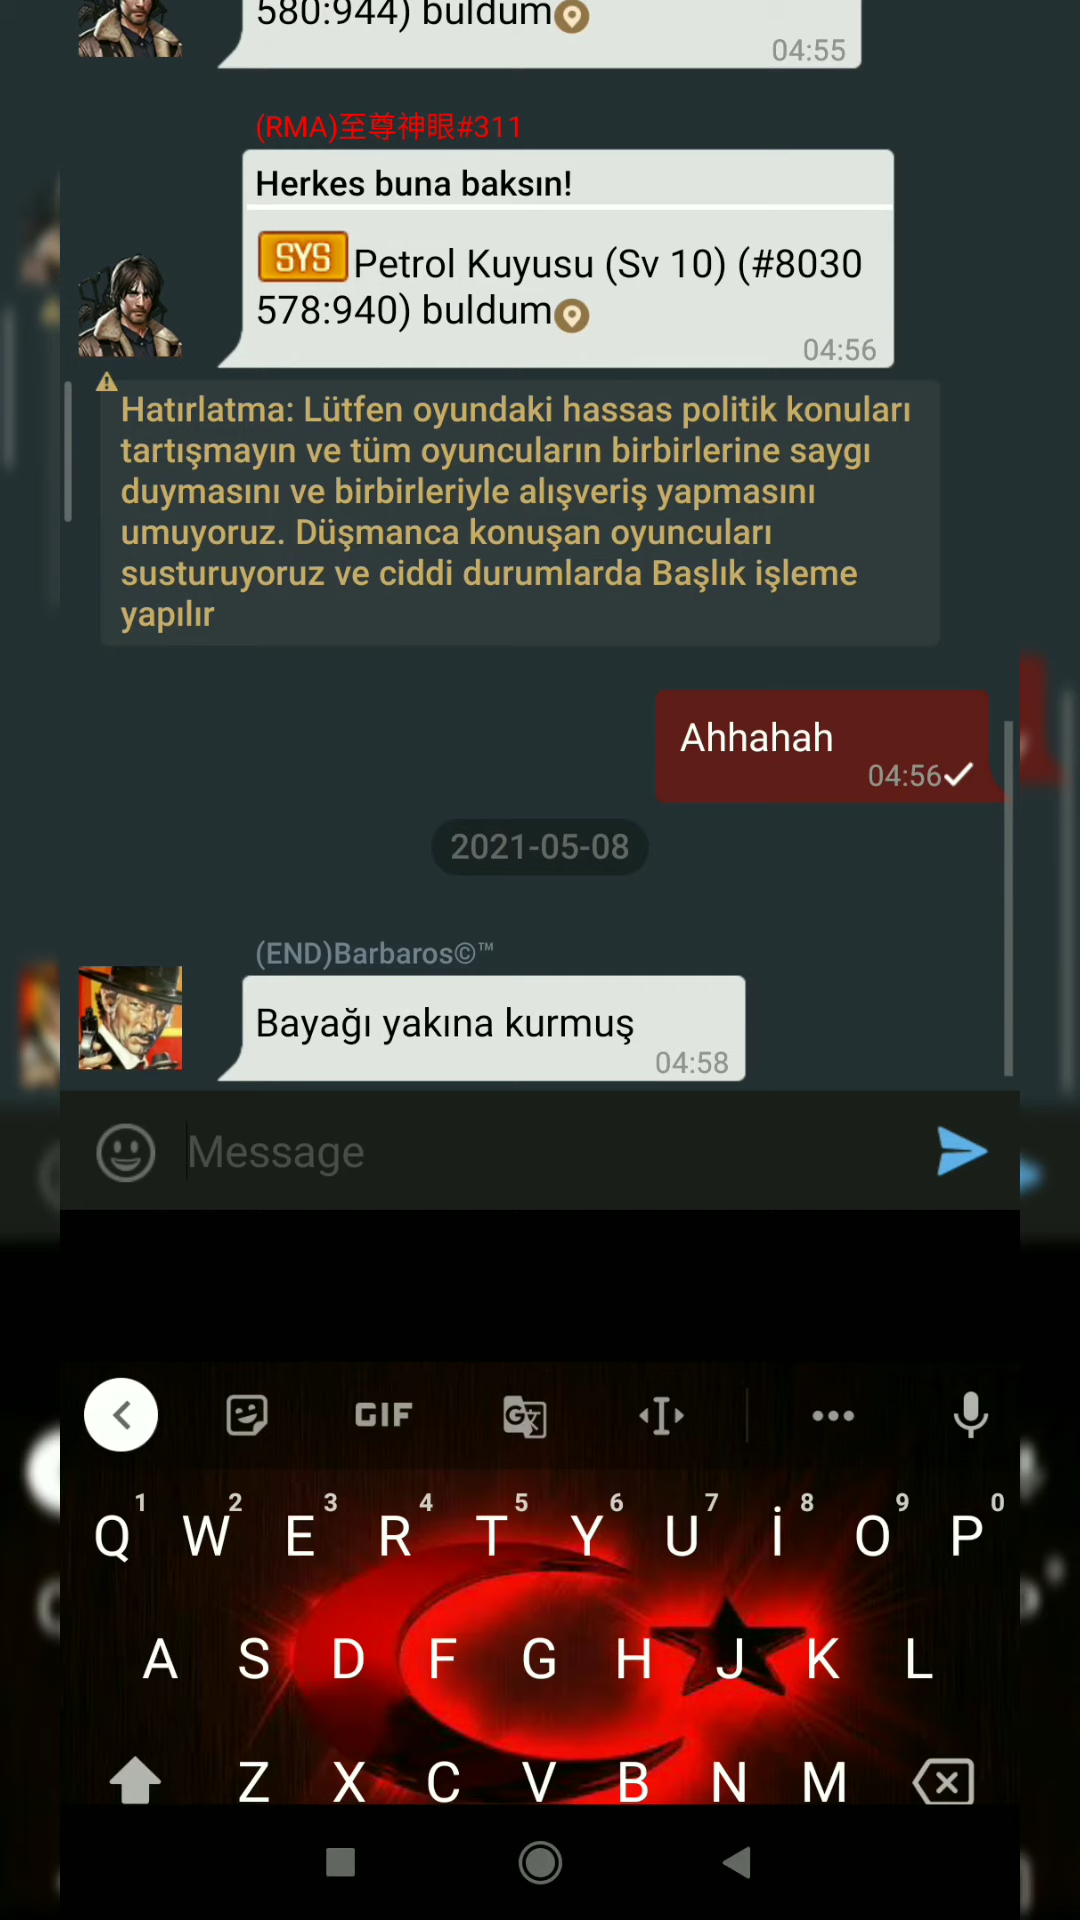 580:944) buldum
04:55
(RMA)至尊神眼#311
Herkes buna baksın!
SYS Petrol Kuyusu (Sv 10) (#8030
578:940) buldum
04:56
Hatırlatma: Lütfen oyundaki hassas politik konuları
tartışmayın ve tüm oyuncuların birbirlerine saygı
duymasını ve birbirleriyle alışveriş yapmasını
umuyoruz. Düşmanca konuşan oyuncuları
susturuyoruz ve ciddi durumlarda Başlık işleme
yapılır
Ahhahah
04:56
2021-05-08
(END)Barbaros©™
Bayağı yakına kurmuş
04:58
Message
GIF
1 2 3 4 5 6 7 8 9 0
Q W E R T Y U İ O P
A S D F G H J K L
Z X C V B N M